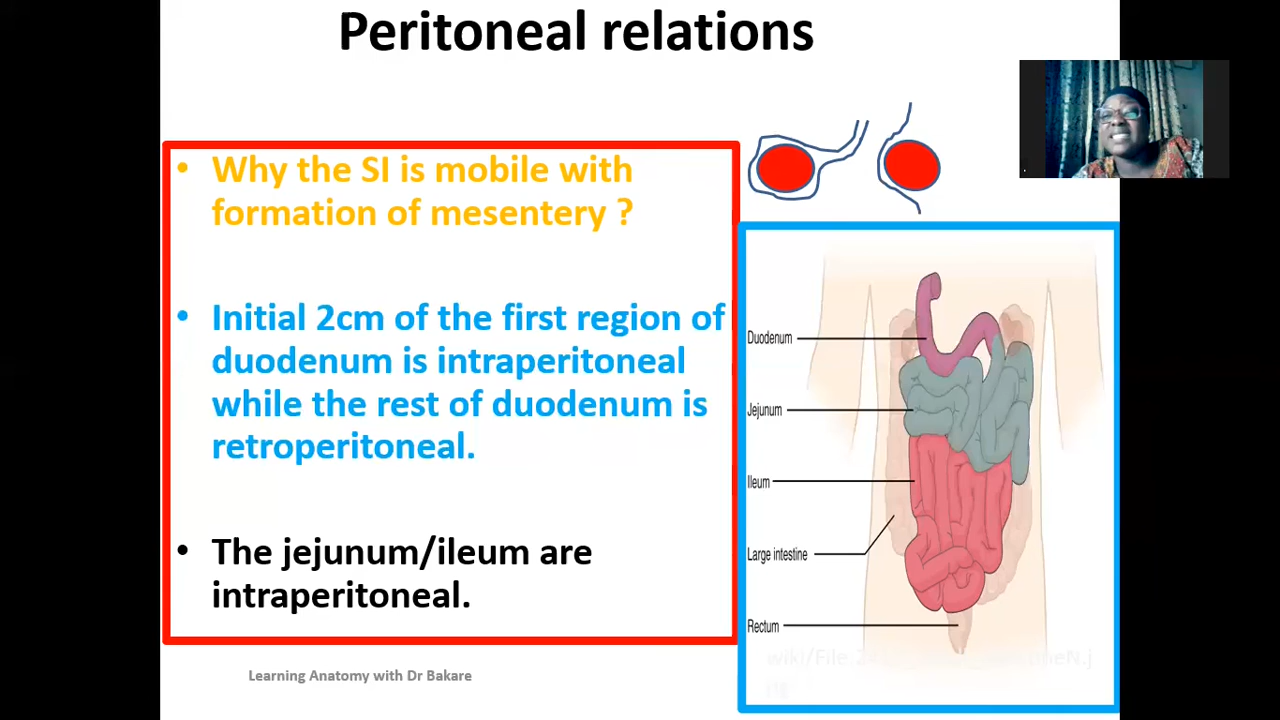 Peritoneal relations
• Why the SI is mobile with
formation of mesentery ?
• Initial 2cm of the first region of
duodenum is intraperitoneal
while the rest of duodenum is
retroperitoneal.
• The jejunum/ileum are
intraperitoneal.
Duodenum
Jejunum
Ileum
Large intestine
Rectum
wiki/File
Learning Anatomy with Dr Bakare